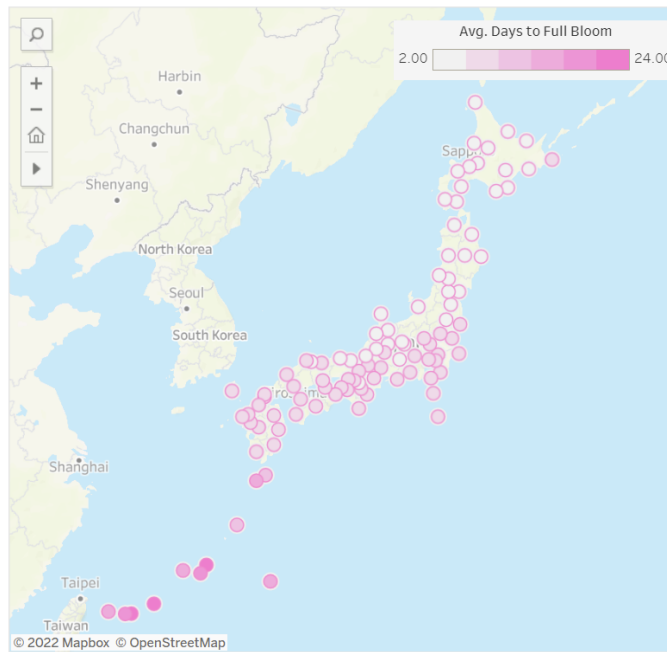 Avg. Days to Full Bloom
2.00
24.00
+
−
Harbin
Changchun
Shenyang
North Korea
Seoul
South Korea
Shanghai
Taipei
Taiwan
© 2022 Mapbox © OpenStreetMap